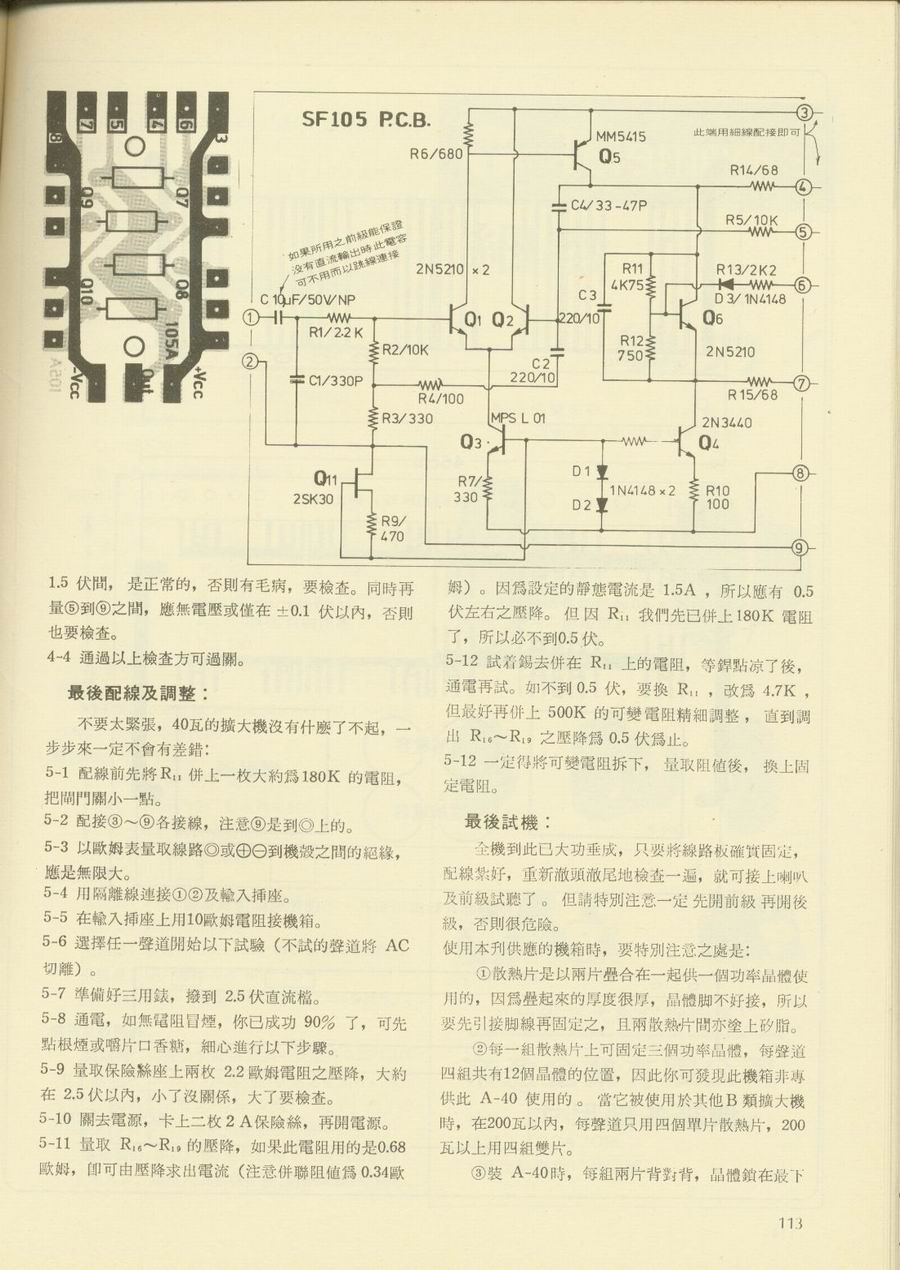 SF105 P.C.B.
3
6
4
5
7
8
Q9
Q7
Q10
Q8
105A
-Vcc
Out
+Vcc
此端用細線配接即可
③
MM5415
Q5
R6/680
R14/68
④
C4/33-47P
R5/10K
⑤
如果所用之前級能保證
沒有直流輸出時此電容
可不用而以跳線連接
2N5210 ×2
R11
4K75
R13/2K2
⑥
D3/1N4148
C 10µF/50V/NP
C3
220/10
①
Q1 Q2
Q6
R1/2.2K
R2/10K
R12
750
2N5210
②
C2
220/10
C1/330P
R4/100
R15/68
⑦
R3/330
MPS L 01
2N3440
Q3
Q4
Q11
2SK30
D1
⑧
R7/
330
1N4148×2
R10
100
D2
R9/
470
⑨
1.5 伏間，是正常的，否則有毛病，要檢查。同時再
量⑤到⑨之間，應無電壓或僅在 ±0.1 伏以內，否則
也要檢查。
4-4 通過以上檢查方可過關。
最後配線及調整：
不要太緊張，40瓦的擴大機沒有什麼了不起，一
步步來一定不會有差錯：
5-1 配線前先將R₁₁ 併上一枚大約爲180K 的電阻，
把閘門關小一點。
5-2 配接③～⑨各接線，注意⑨是到◎上的。
5-3 以歐姆表量取線路◎或⊕⊖到機殼之間的絕緣，
應是無限大。
5-4 用隔離線連接①②及輸入插座。
5-5 在輸入插座上用10歐姆電阻接機箱。
5-6 選擇任一聲道開始以下試驗（不試的聲道將 AC
切離）。
5-7 準備好三用錶，撥到 2.5 伏直流檔。
5-8 通電，如無電阻冒煙，你已成功 90% 了，可先
點根煙或嚼片口香糖，細心進行以下步驟。
5-9 量取保險絲座上兩枚 2.2 歐姆電阻之壓降，大約
在 2.5 伏以內，小了沒關係，大了要檢查。
5-10 關去電源，卡上二枚 2 A保險絲，再開電源。
5-11 量取 R₁₆～R₁₉ 的壓降，如果此電阻用的是0.68
歐姆，即可由壓降求出電流（注意併聯阻值爲 0.34歐
姆）。因爲設定的靜態電流是 1.5A ，所以應有 0.5
伏左右之壓降。但因 R₁₁ 我們先已併上180K 電阻
了，所以必不到0.5 伏。
5-12 試着錫去併在 R₁₁ 上的電阻，等銲點凉了後，
通電再試。如不到 0.5 伏，要換 R₁₁ ，改爲 4.7K ，
但最好再併上 500K 的可變電阻精細調整，直到調
出 R₁₆～R₁₉ 之壓降爲 0.5 伏爲止。
5-12 一定得將可變電阻拆下，量取阻值後，換上固
定電阻。
最後試機：
全機到此已大功垂成，只要將線路板確實固定，
配線紮好，重新澈頭澈尾地檢查一遍，就可接上喇叭
及前級試聽了。但請特別注意一定 先開前級 再開後
級，否則很危險。
使用本刋供應的機箱時，要特別注意之處是：
①散熱片是以兩片疊合在一起供一個功率晶體使
用的，因爲疊起來的厚度很厚，晶體脚不好接，所以
要先引接脚線再固定之，且兩散熱片間亦塗上矽脂。
②每一組散熱片上可固定三個功率晶體，每聲道
四組共有12個晶體的位置，因此你可發現此機箱非專
供此 A-40 使用的。當它被使用於其他B 類擴大機
時，在200瓦以內，每聲道只用四個單片散熱片，200
瓦以上用四組雙片。
③裝 A-40時，每組兩片背對背，晶體鎖在最下
113